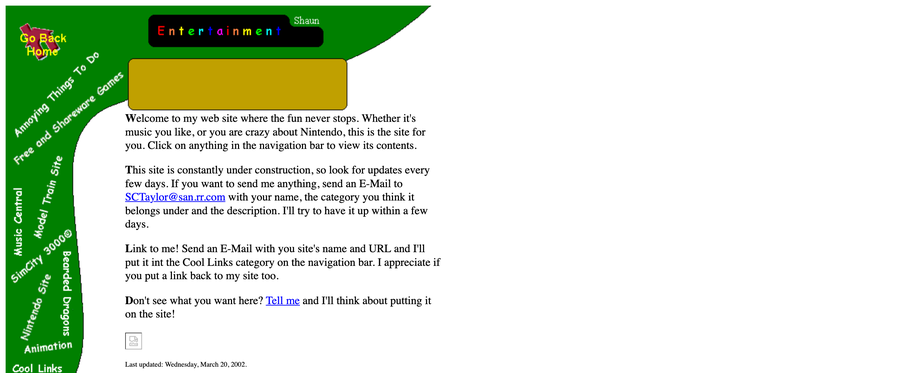 Shaun
Entertainment
Go Back
Home
Annoying Things To Do
Free and Shareware Games
Model Train Site
Music Central
SimCity 3000©
Bearded Dragons
Nintendo Site
Animation
Cool Links
Welcome to my web site where the fun never stops. Whether it's
music you like, or you are crazy about Nintendo, this is the site for
you. Click on anything in the navigation bar to view its contents.
This site is constantly under construction, so look for updates every
few days. If you want to send me anything, send an E-Mail to
SCTaylor@san.rr.com with your name, the category you think it
belongs under and the description. I'll try to have it up within a few
days.
Link to me! Send an E-Mail with you site's name and URL and I'll
put it int the Cool Links category on the navigation bar. I appreciate if
you put a link back to my site too.
Don't see what you want here? Tell me and I'll think about putting it
on the site!
Last updated: Wednesday, March 20, 2002.